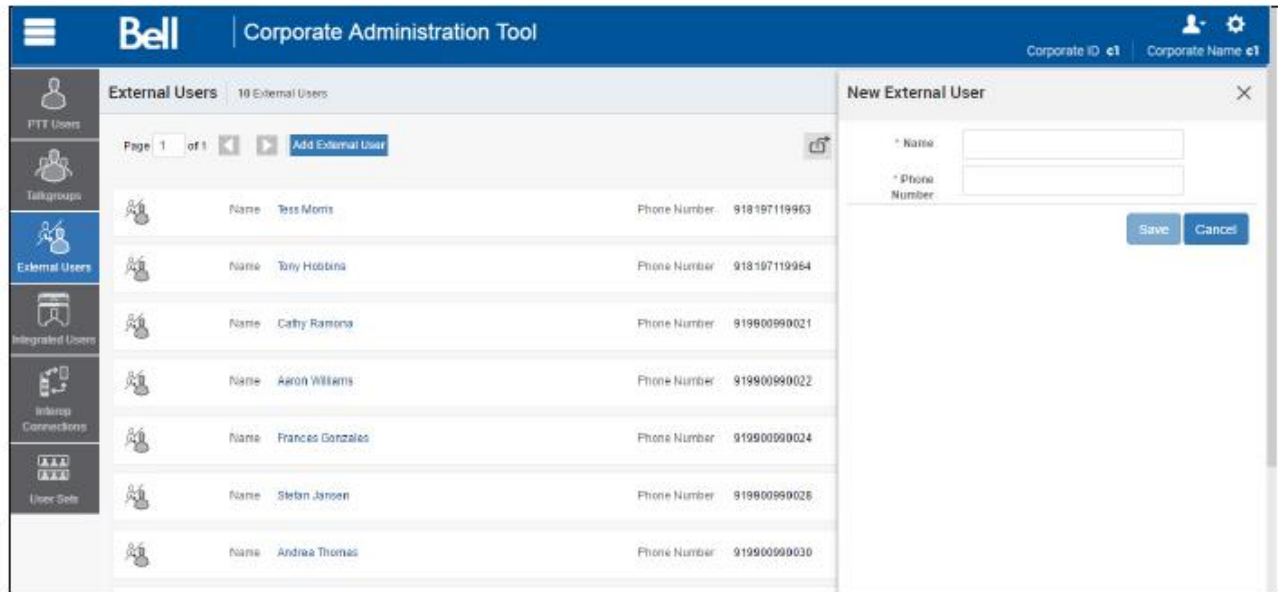 Bell
Corporate Administration Tool
Corporate ID c1
Corporate Name c1
PTT Users
Talkgroups
External Users
Integrated Users
Interop
Connections
User Sets
External Users
10 External Users
Page 1 of 1
Add External User
Name Tess Morris Phone Number 918197119963
Name Tony Hobbins Phone Number 918197119964
Name Cathy Ramona Phone Number 919900990021
Name Aaron Williams Phone Number 919900990022
Name Frances Gonzales Phone Number 919900990024
Name Stefan Jansen Phone Number 919900990028
Name Andrea Thomas Phone Number 919900990030
New External User
* Name
* Phone
Number
Save
Cancel